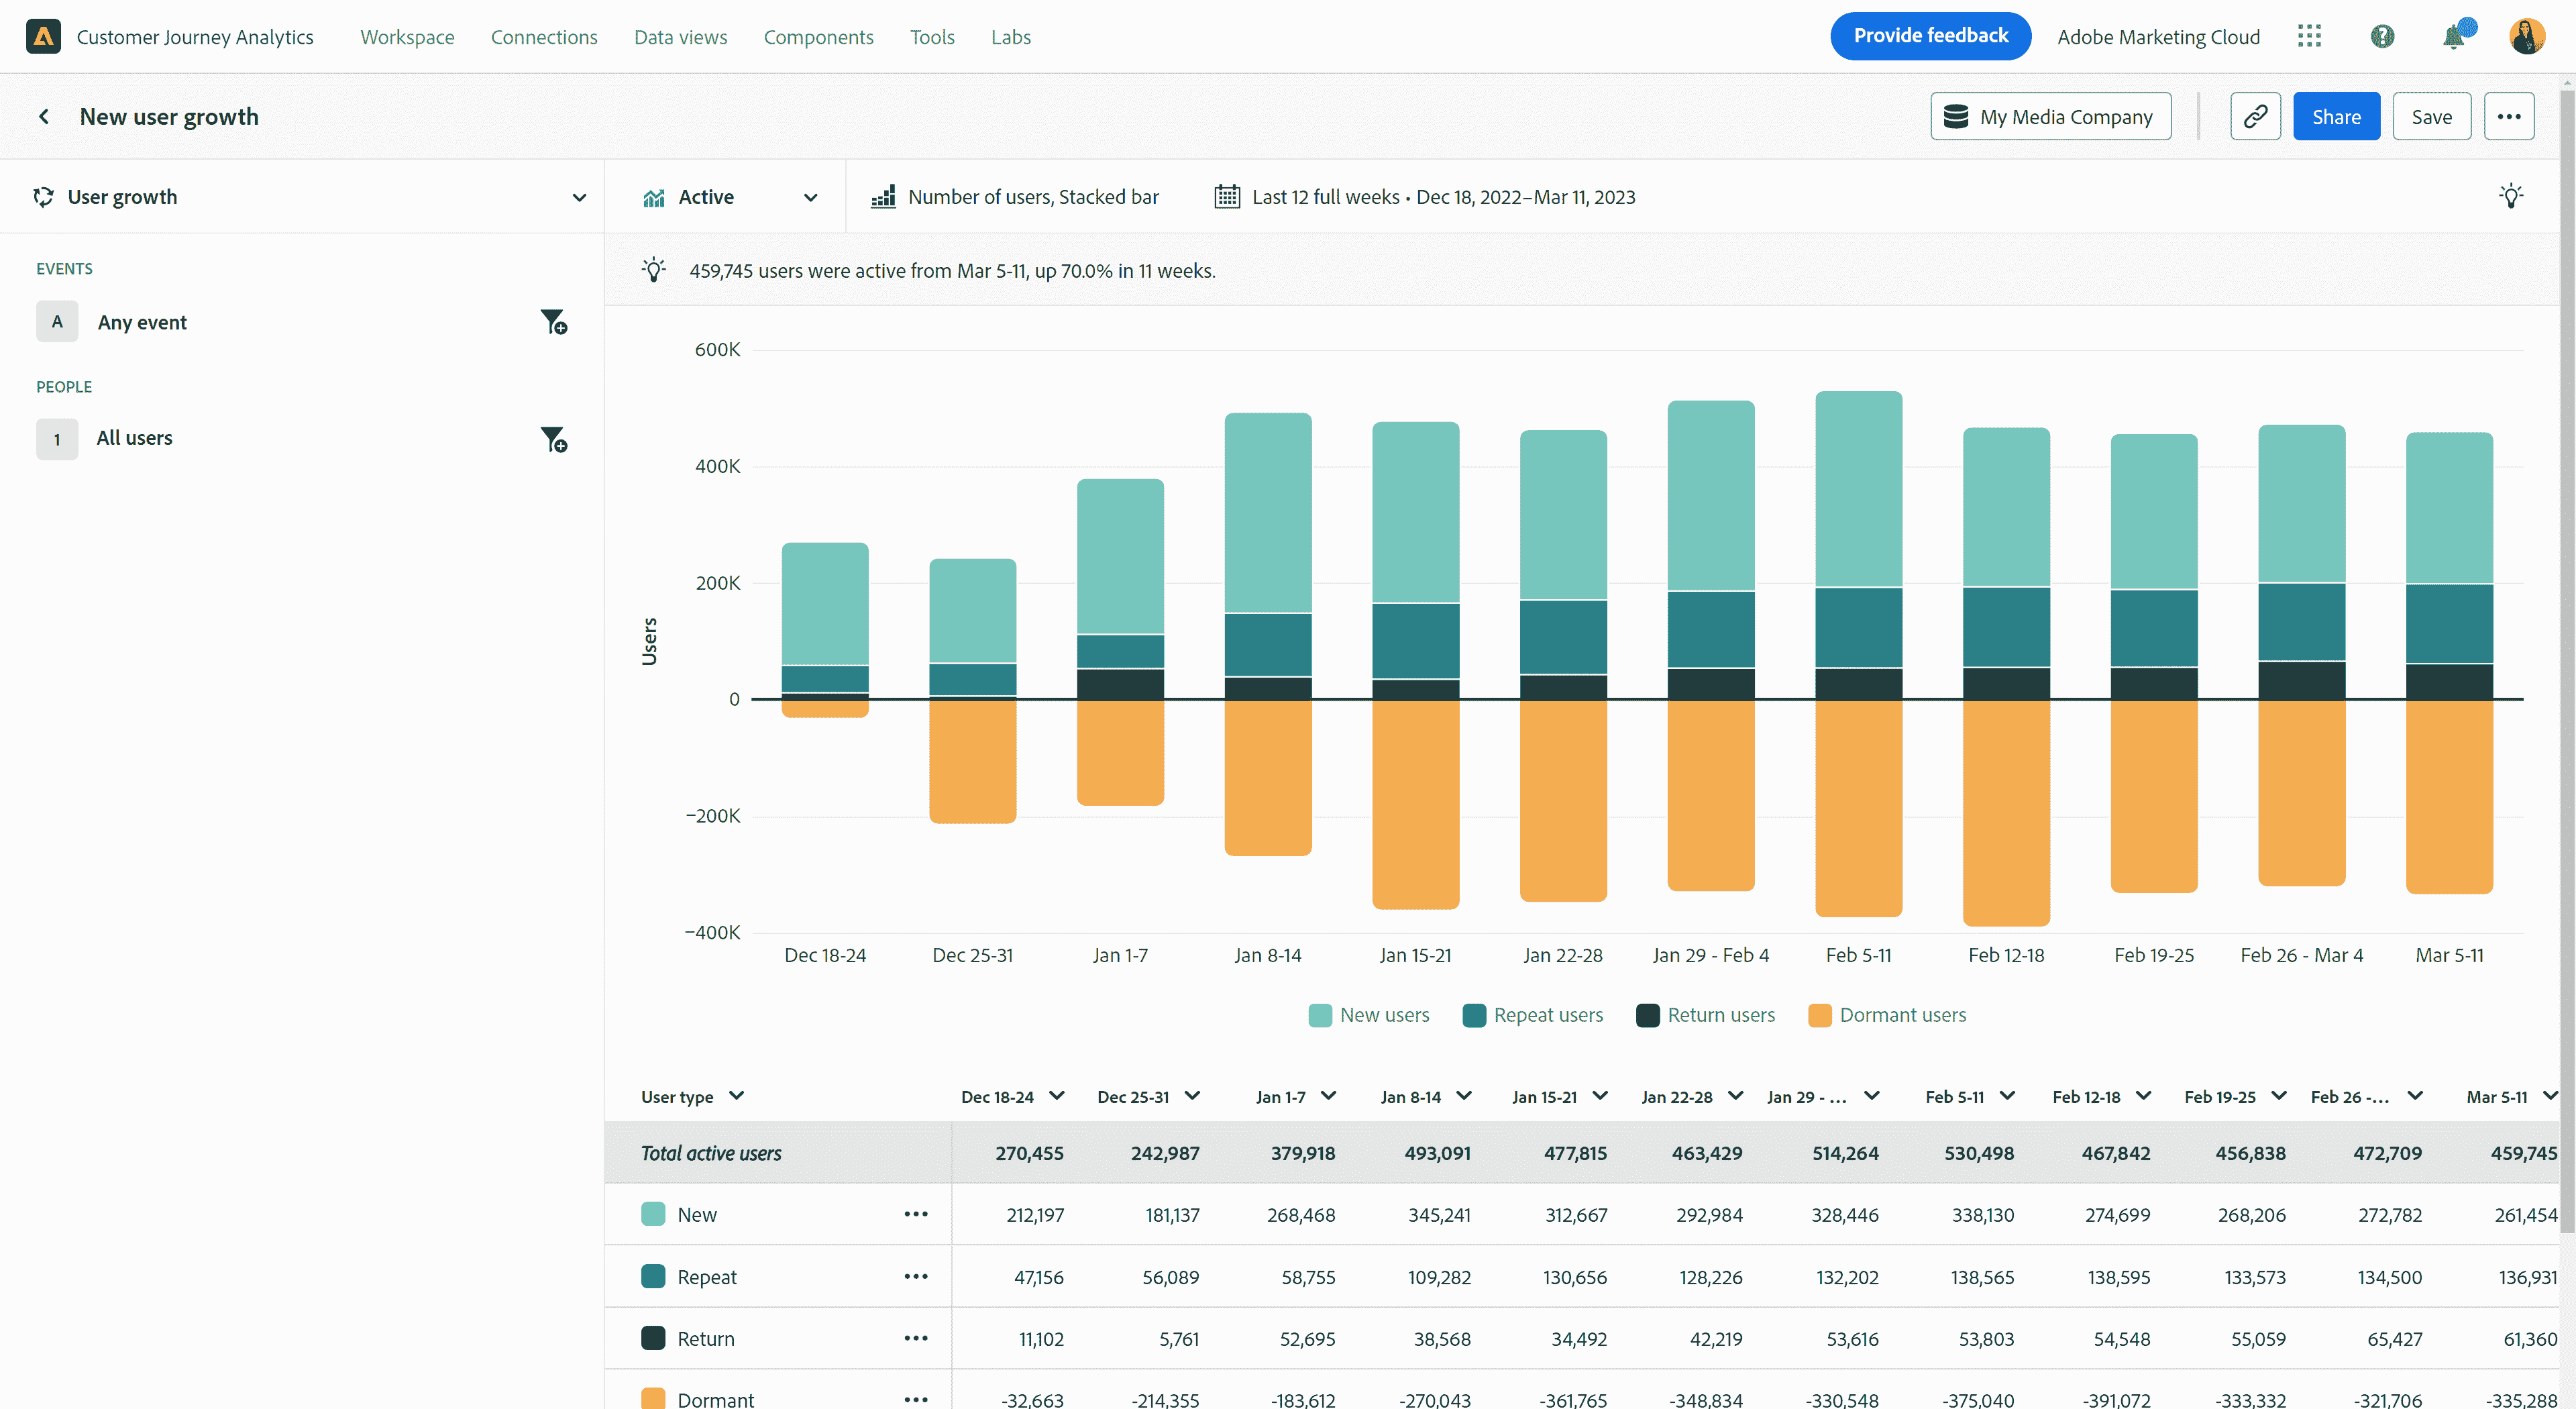 Customer Journey Analytics Workspace Connections Data views Components Tools Labs Provide feedback Adobe Marketing Cloud
New user growth My Media Company Share Save
User growth Active Number of users, Stacked bar Last 12 full weeks • Dec 18, 2022–Mar 11, 2023
EVENTS
A Any event
PEOPLE
1 All users
459,745 users were active from Mar 5-11, up 70.0% in 11 weeks.
600K
400K
200K
0
−200K
−400K
Users
Dec 18-24 Dec 25-31 Jan 1-7 Jan 8-14 Jan 15-21 Jan 22-28 Jan 29 - Feb 4 Feb 5-11 Feb 12-18 Feb 19-25 Feb 26 - Mar 4 Mar 5-11
New users Repeat users Return users Dormant users
User type Dec 18-24 Dec 25-31 Jan 1-7 Jan 8-14 Jan 15-21 Jan 22-28 Jan 29 - ... Feb 5-11 Feb 12-18 Feb 19-25 Feb 26 -... Mar 5-11
Total active users 270,455 242,987 379,918 493,091 477,815 463,429 514,264 530,498 467,842 456,838 472,709 459,745
New 212,197 181,137 268,468 345,241 312,667 292,984 328,446 338,130 274,699 268,206 272,782 261,454
Repeat 47,156 56,089 58,755 109,282 130,656 128,226 132,202 138,565 138,595 133,573 134,500 136,931
Return 11,102 5,761 52,695 38,568 34,492 42,219 53,616 53,803 54,548 55,059 65,427 61,360
Dormant -32,663 -214,355 -183,612 -270,043 -361,765 -348,834 -330,548 -375,040 -391,072 -333,332 -321,706 -335,288